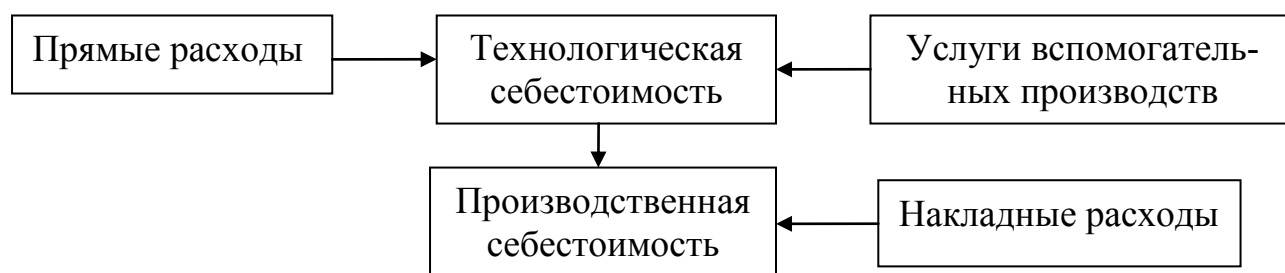 Прямые расходы
Технологическая
себестоимость
Услуги вспомогатель-
ных производств
Производственная
себестоимость
Накладные расходы